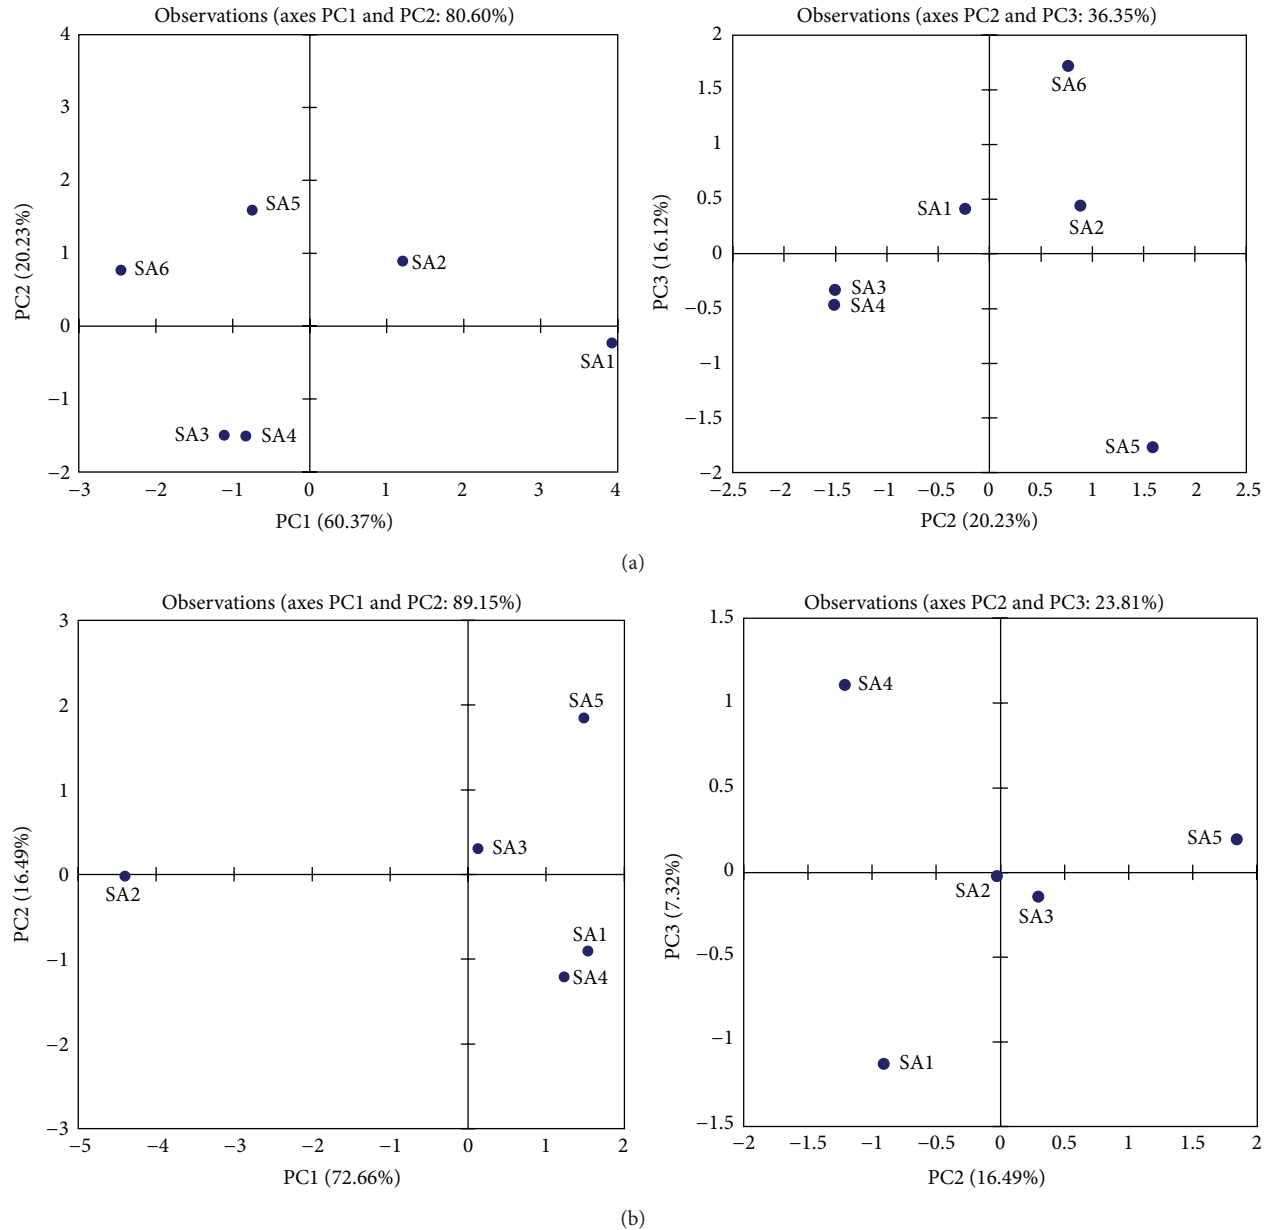 Observations (axes PC1 and PC2: 80.60%)
4
3
2
1
0
−1
−2
PC2 (20.23%)
SA5
SA6
SA2
SA1
SA3
SA4
−3 −2 −1 0 1 2 3 4
PC1 (60.37%)
Observations (axes PC2 and PC3: 36.35%)
2
1.5
1
0.5
0
−0.5
−1
−1.5
−2
PC3 (16.12%)
SA6
SA1
SA2
SA3
SA4
SA5
−2.5 −2 −1.5 −1 −0.5 0 0.5 1 1.5 2 2.5
PC2 (20.23%)
(a)
Observations (axes PC1 and PC2: 89.15%)
3
2
1
0
−1
−2
−3
PC2 (16.49%)
SA5
SA3
SA2
SA1
SA4
−5 −4 −3 −2 −1 0 1 2
PC1 (72.66%)
Observations (axes PC2 and PC3: 23.81%)
1.5
1
0.5
0
−0.5
−1
−1.5
PC3 (7.32%)
SA4
SA5
SA2
SA3
SA1
−2 −1.5 −1 −0.5 0 0.5 1 1.5 2
PC2 (16.49%)
(b)